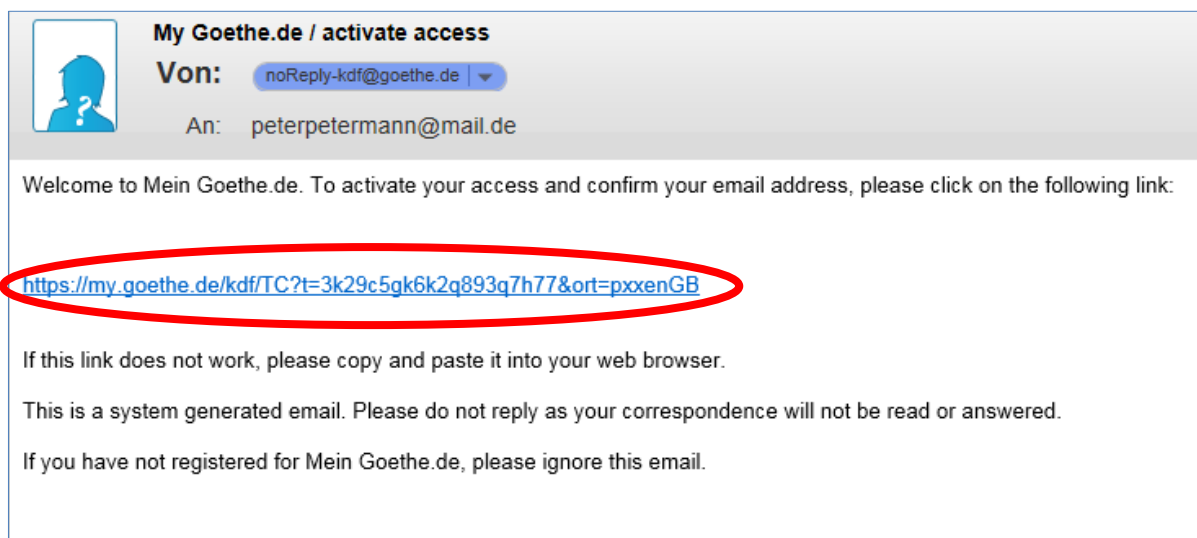 My Goethe.de / activate access
Von: noReply-kdf@goethe.de
An: peterpetermann@mail.de
Welcome to Mein Goethe.de. To activate your access and confirm your email address, please click on the following link:
https://my.goethe.de/kdf/TC?t=3k29c5gk6k2q893q7h77&ort=pxxenGB
If this link does not work, please copy and paste it into your web browser.
This is a system generated email. Please do not reply as your correspondence will not be read or answered.
If you have not registered for Mein Goethe.de, please ignore this email.